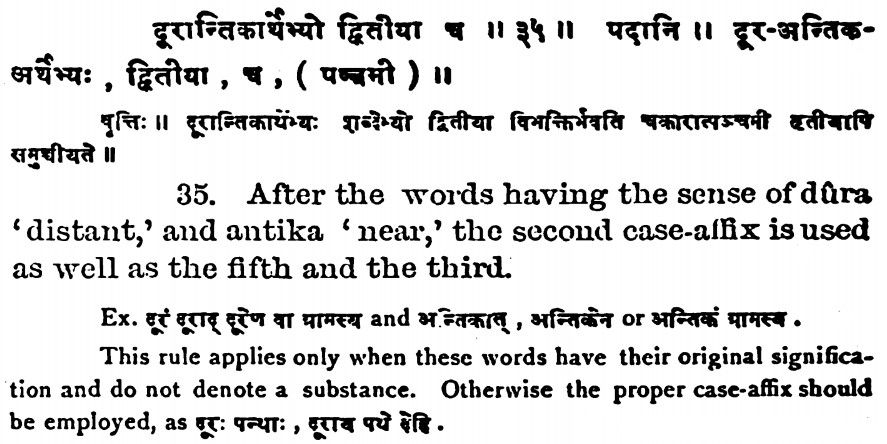 दूरान्तिकार्थेभ्यो द्वितीया च ॥ ३५ ॥ पदानि ॥ दूर-अन्तिक-
अर्थेभ्यः , द्वितीया , च , ( पञ्चमी ) ॥
वृत्तिः ॥ दूरान्तिकार्थेभ्यः शब्देभ्यो द्वितीया विभक्तिर्भवति चकारात्पञ्चमी तृतीयापि
समुच्चीयते ॥
35. After the words having the sense of dûra
‘distant,’ and antika ‘near,’ the second case-affix is used
as well as the fifth and the third.
Ex. दूरं दूराद् दूरेण वा ग्रामस्य and अन्तिकात् , अन्तिकेन or अन्तिकं ग्रामस्य .
This rule applies only when these words have their original significa-
tion and do not denote a substance. Otherwise the proper case-affix should
be employed, as दूरः पन्थाः , दूराय पथे देहि .